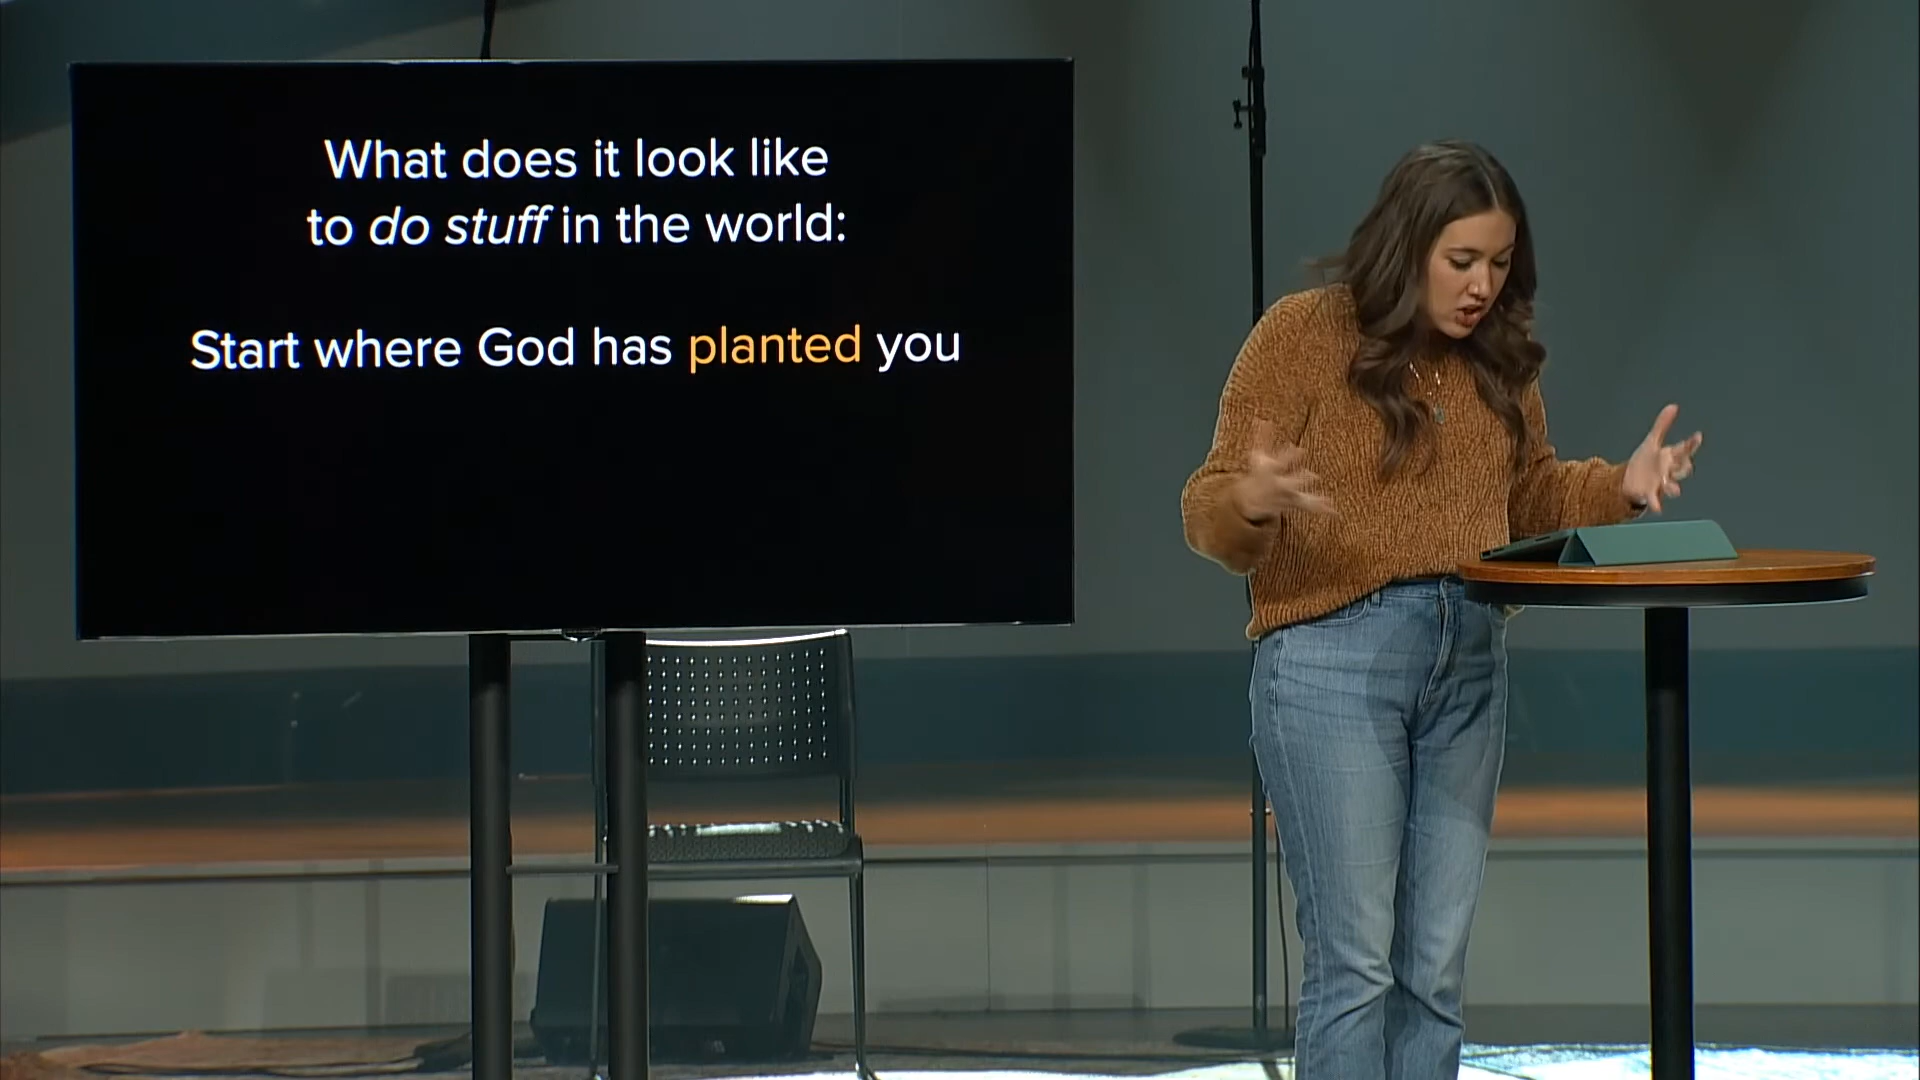 What does it look like
to do stuff in the world:
Start where God has planted you